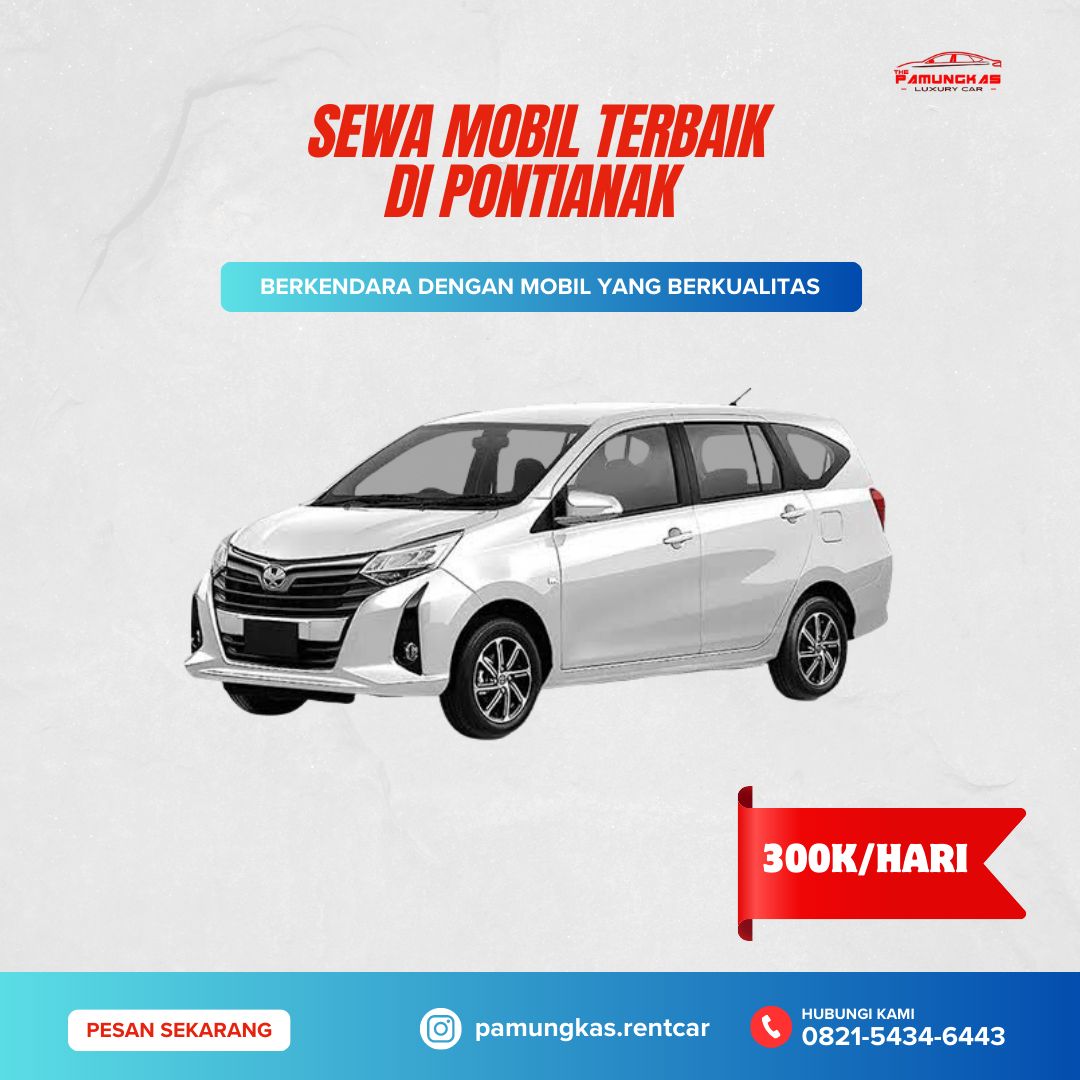 THE
PAMUNGKAS
- LUXURY CAR -
SEWA MOBIL TERBAIK
DI PONTIANAK
BERKENDARA DENGAN MOBIL YANG BERKUALITAS
300K/HARI
PESAN SEKARANG
pamungkas.rentcar
HUBUNGI KAMI
0821-5434-6443